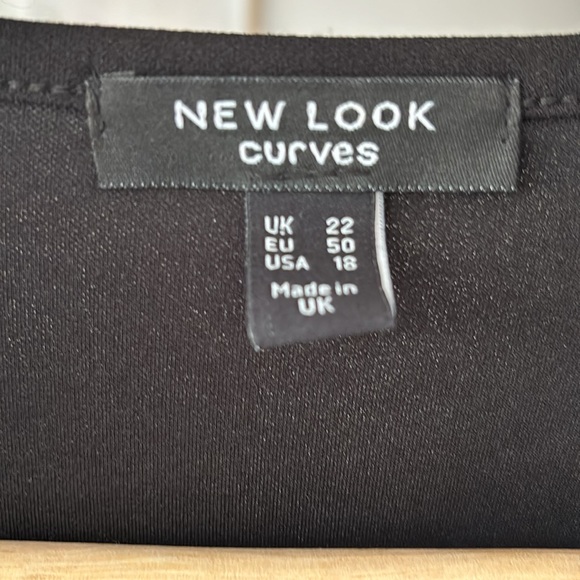 NEW LOOK
curves
UK 22
EU 50
USA 18
Made in
UK